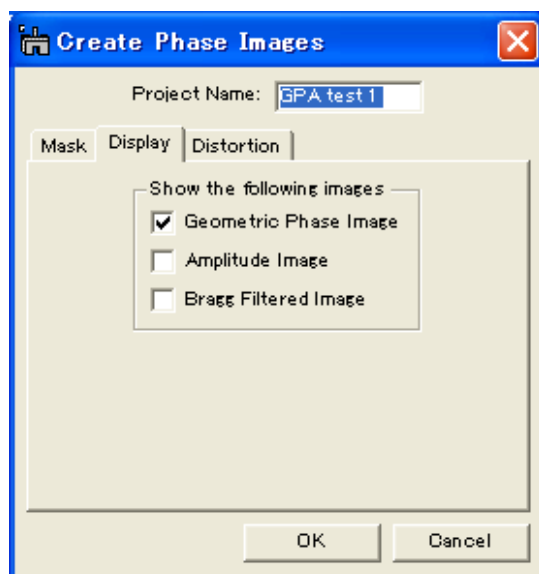 Create Phase Images
Project Name: GPA test 1
Mask Display Distortion
Show the following images
Geometric Phase Image
Amplitude Image
Bragg Filtered Image
OK Cancel